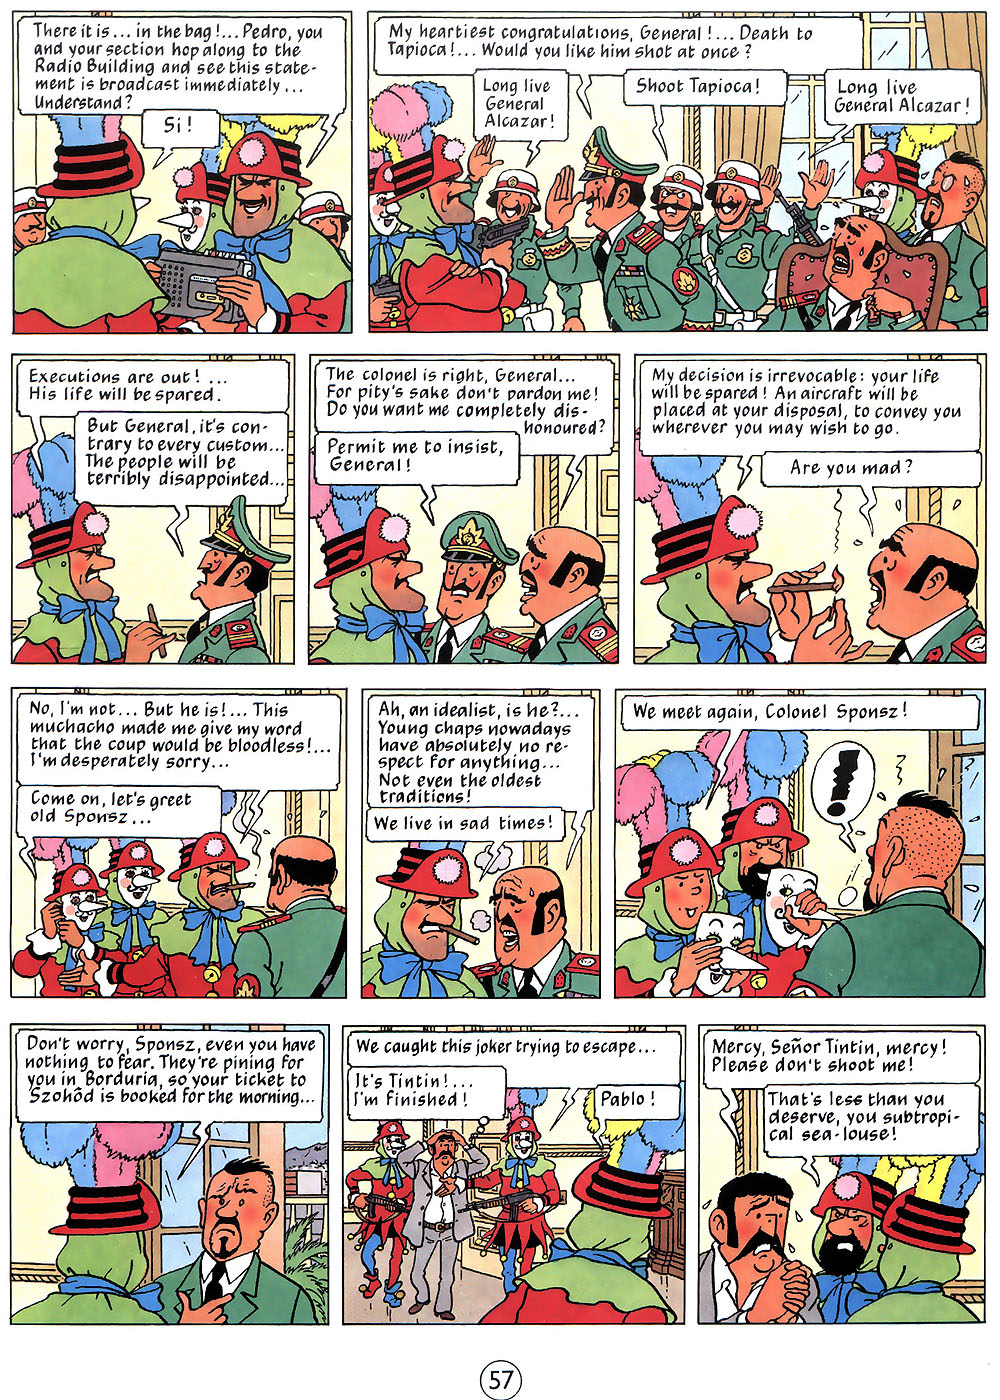 There it is... in the bag!... Pedro, you
and your section hop along to the
Radio Building and see this state-
ment is broadcast immediately...
Understand?
Si!
My heartiest congratulations, General!... Death to
Tapioca!... Would you like him shot at once?
Long live
General
Alcazar!
Shoot Tapioca!
Long live
General Alcazar!
Executions are out! ...
His life will be spared.
But General, it's con-
trary to every custom...
The people will be
terribly disappointed...
The colonel is right, General...
For pity's sake don't pardon me!
Do you want me completely dis-
honoured?
Permit me to insist,
General!
My decision is irrevocable: your life
will be spared! An aircraft will be
placed at your disposal, to convey you
wherever you may wish to go.
Are you mad?
No, I'm not... But he is!... This
muchacho made me give my word
that the coup would be bloodless!...
I'm desperately sorry...
Come on, let's greet
old Sponsz...
Ah, an idealist, is he?...
Young chaps nowadays
have absolutely no re-
spect for anything...
Not even the oldest
traditions!
We live in sad times!
We meet again, Colonel Sponsz!
!
? ?
Don't worry, Sponsz, even you have
nothing to fear. They're pining for
you in Borduria, so your ticket to
Szohôd is booked for the morning...
We caught this joker trying to escape...
It's Tintin!...
I'm finished!
Pablo!
Mercy, Señor Tintin, mercy!
Please don't shoot me!
That's less than you
deserve, you subtropi-
cal sea-louse!
57